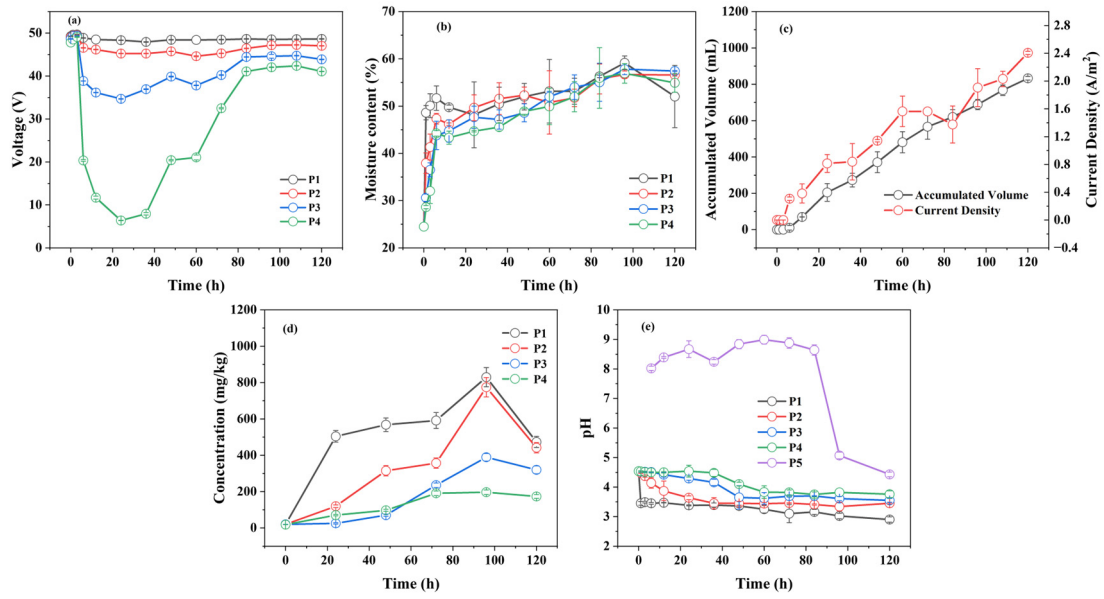 (a)
Voltage (V)
50
40
30
20
10
0
P1
P2
P3
P4
0 20 40 60 80 100 120
Time (h)
(b)
Moisture content (%)
70
60
50
40
30
20
P1
P2
P3
P4
0 20 40 60 80 100 120
Time (h)
(c)
Accumulated Volume (mL)
1200
1000
800
600
400
200
0
Accumulated Volume
Current Density
2.8
2.4
2.0
1.6
1.2
0.8
0.4
0.0
−0.4
Current Density (A/m²)
0 20 40 60 80 100 120
Time (h)
(d)
Concentration (mg/kg)
1200
1000
800
600
400
200
0
P1
P2
P3
P4
0 20 40 60 80 100 120
Time (h)
(e)
pH
10
9
8
7
6
5
4
3
2
P1
P2
P3
P4
P5
0 20 40 60 80 100 120
Time (h)